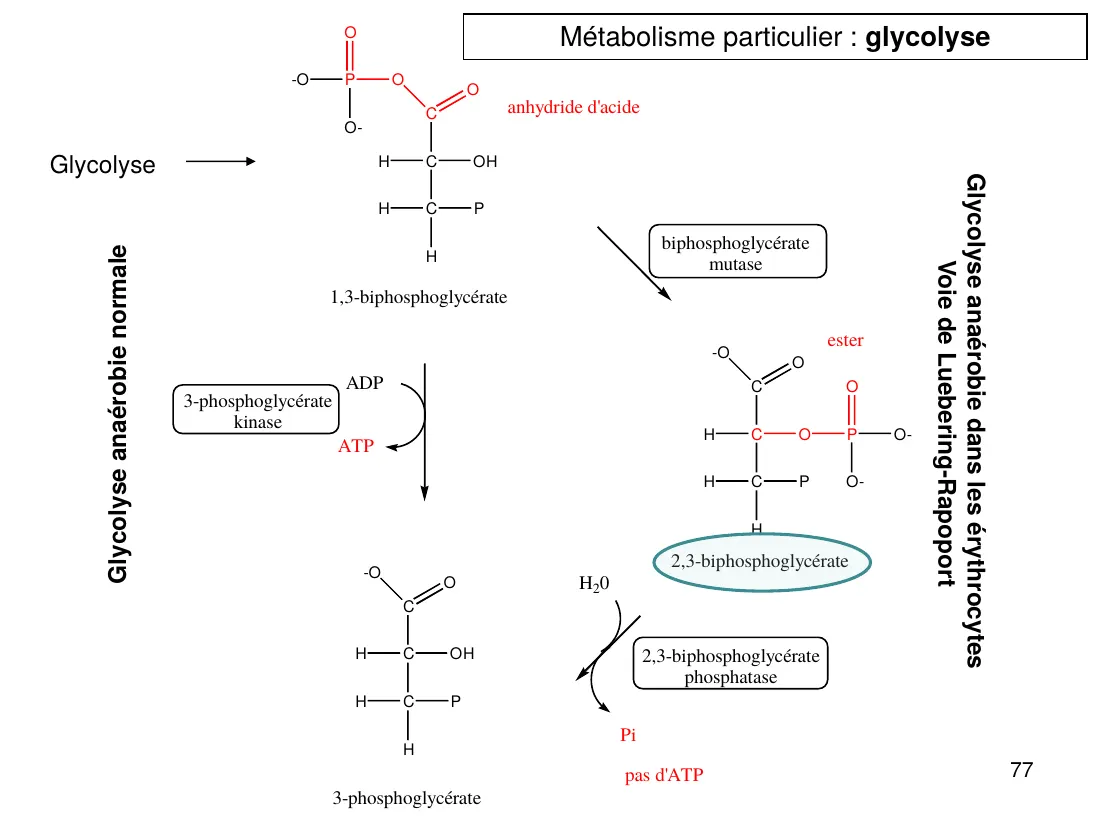 Métabolisme particulier : glycolyse
O
-O P O O
C
O-
anhydride d'acide
Glycolyse
H C OH
H C P
H
1,3-biphosphoglycérate
biphosphoglycérate
mutase
Glycolyse anaérobie normale
ADP
3-phosphoglycérate
kinase
ATP
Glycolyse anaérobie dans les érythrocytes
Voie de Luebering-Rapoport
ester
-O O
C O
H C O P O-
H C P O-
H
2,3-biphosphoglycérate
-O O
C
H C OH
H C P
H
3-phosphoglycérate
H20
2,3-biphosphoglycérate
phosphatase
Pi
pas d'ATP
77